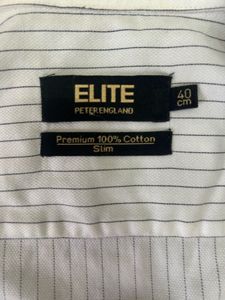 ELITE
PETER ENGLAND
40
cm
Premium 100% Cotton
Slim